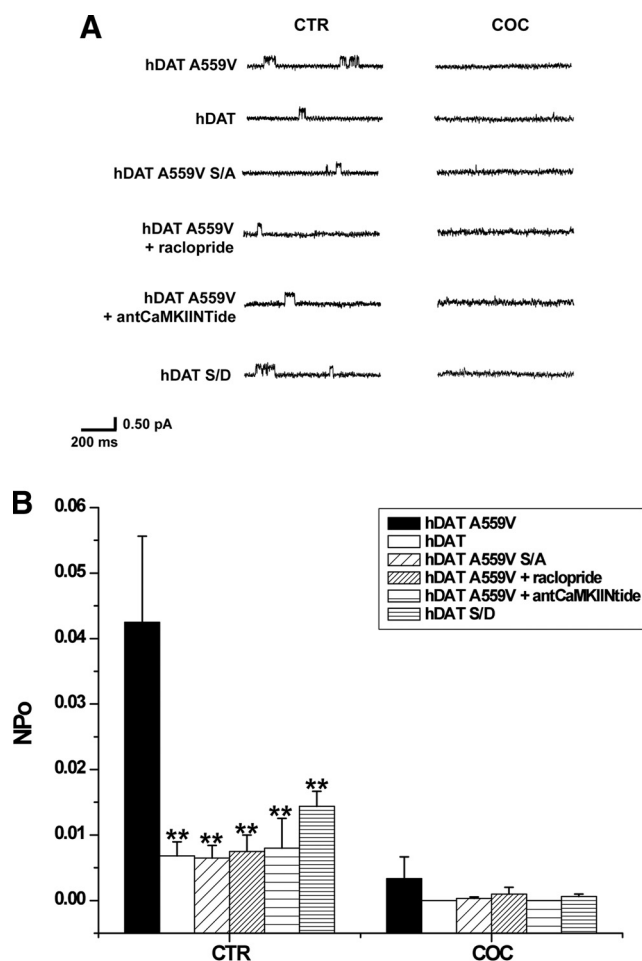 A
CTR COC
hDAT A559V
hDAT
hDAT A559V S/A
hDAT A559V
+ raclopride
hDAT A559V
+ antCaMKIINTide
hDAT S/D
0.50 pA
200 ms
B
0.06
0.05
0.04
0.03
0.02
0.01
0.00
NPo
hDAT A559V
hDAT
hDAT A559V S/A
hDAT A559V + raclopride
hDAT A559V + antCaMKIINtide
hDAT S/D
** ** ** ** **
CTR COC